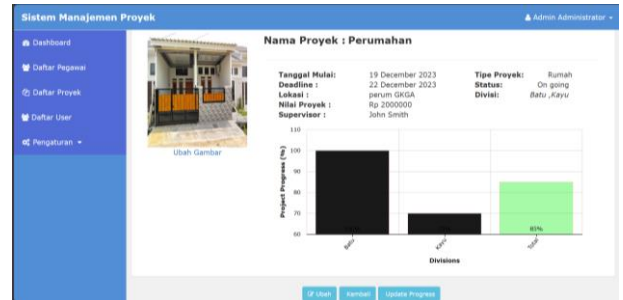 Sistem Manajemen Proyek
Admin Administrator
Dashboard
Daftar Pegawai
Daftar Proyek
Daftar User
Pengaturan
Ubah Gambar
Nama Proyek : Perumahan
Tanggal Mulai: 19 December 2023 Tipe Proyek: Rumah
Deadline : 22 December 2023 Status: On going
Lokasi : perum GKGA Divisi: Batu ,Kayu
Nilai Proyek : Rp 2000000
Supervisor : John Smith
Project Progress (%)
110
100
90
80
70
60
85%
Batu
Kayu
Total
Divisions
Ubah Kembali Update Progress